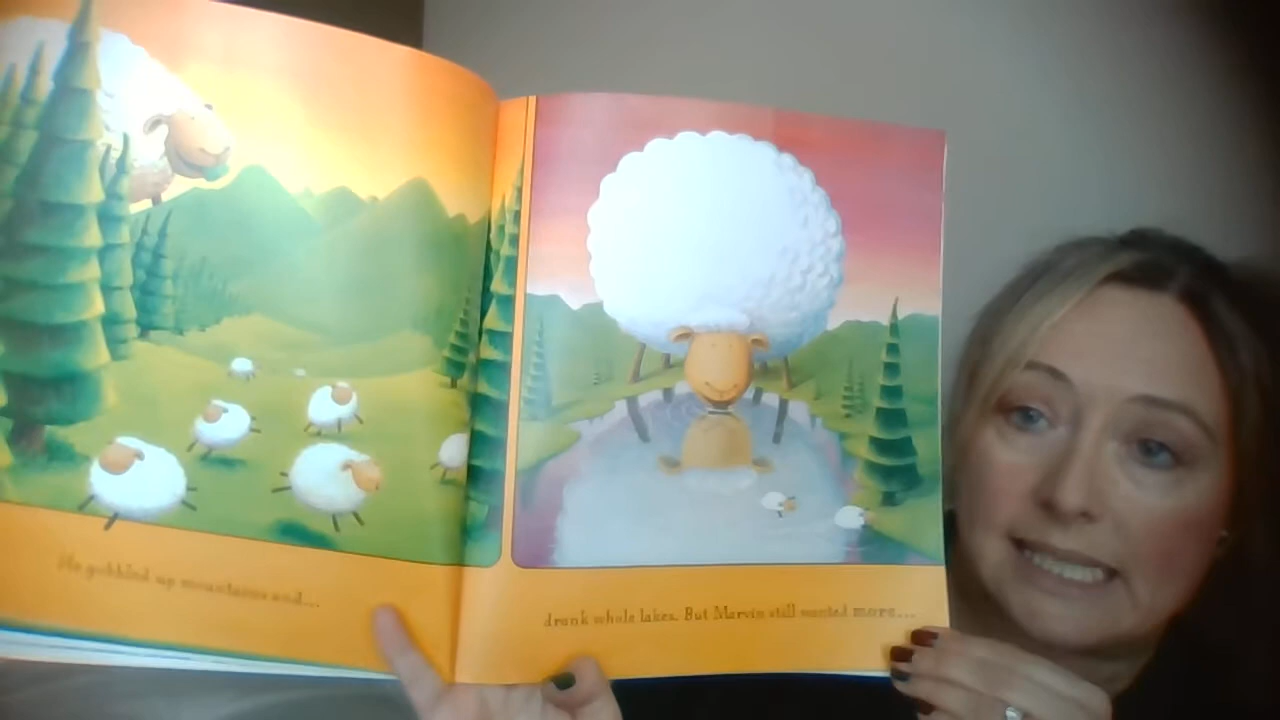 He gobbled up mountains and...
drank whole lakes. But Marvin still wanted more...